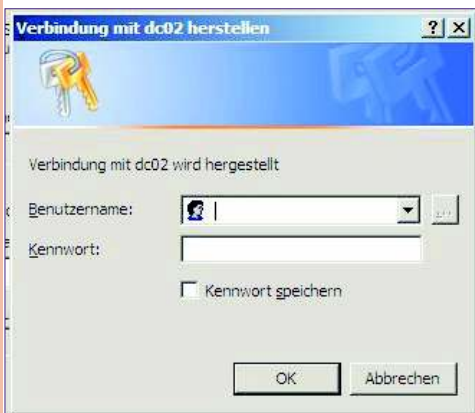 Verbindung mit dc02 herstellen
Verbindung mit dc02 wird hergestellt
Benutzername:
...
Kennwort:
Kennwort speichern
OK Abbrechen